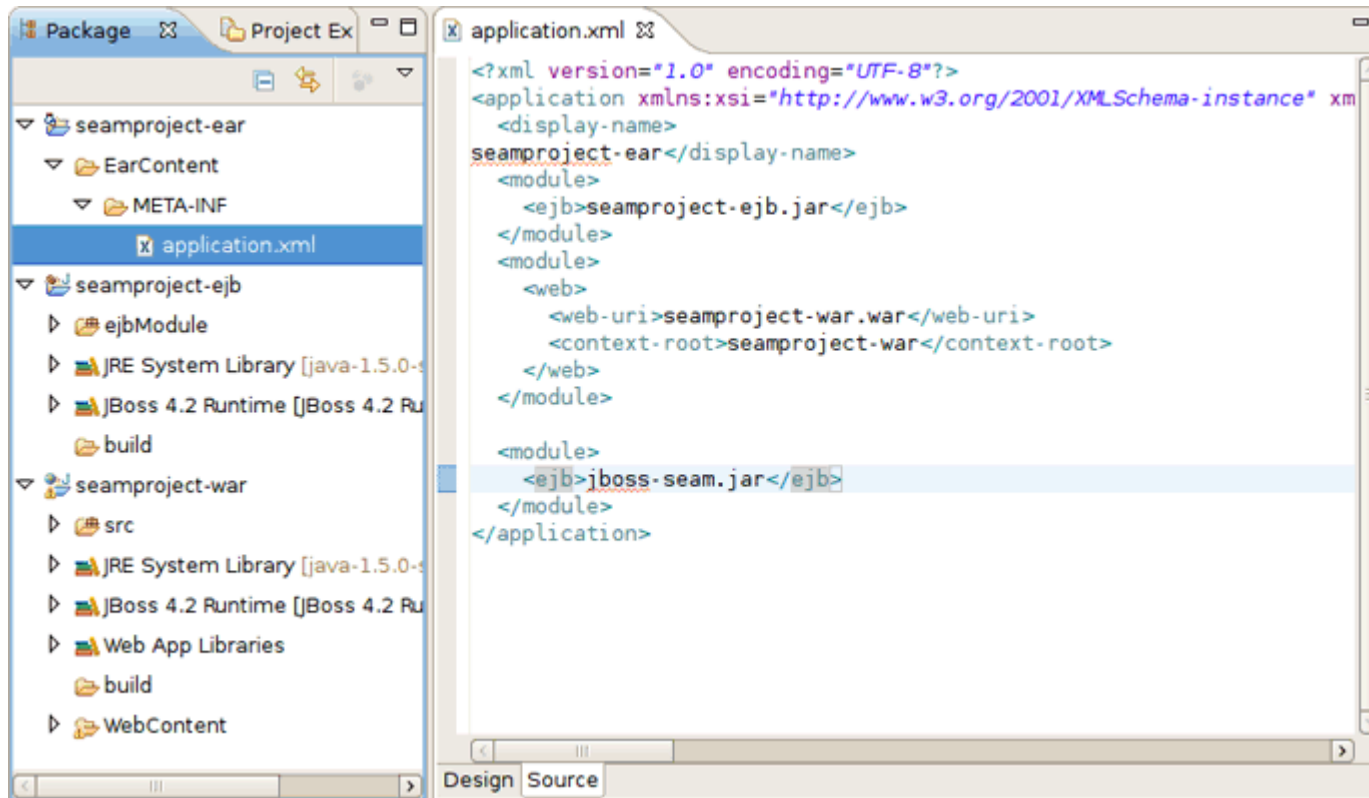 Package
Project Ex
seamproject-ear
EarContent
META-INF
application.xml
seamproject-ejb
ejbModule
JRE System Library [java-1.5.0-s
JBoss 4.2 Runtime [JBoss 4.2 Ru
build
seamproject-war
src
JRE System Library [java-1.5.0-s
JBoss 4.2 Runtime [JBoss 4.2 Ru
Web App Libraries
build
WebContent
application.xml
<?xml version="1.0" encoding="UTF-8"?>
<application xmlns:xsi="http://www.w3.org/2001/XMLSchema-instance" xm
<display-name>
seamproject-ear</display-name>
<module>
<ejb>seamproject-ejb.jar</ejb>
</module>
<module>
<web>
<web-uri>seamproject-war.war</web-uri>
<context-root>seamproject-war</context-root>
</web>
</module>
<module>
<ejb>jboss-seam.jar</ejb>
</module>
</application>
Design Source